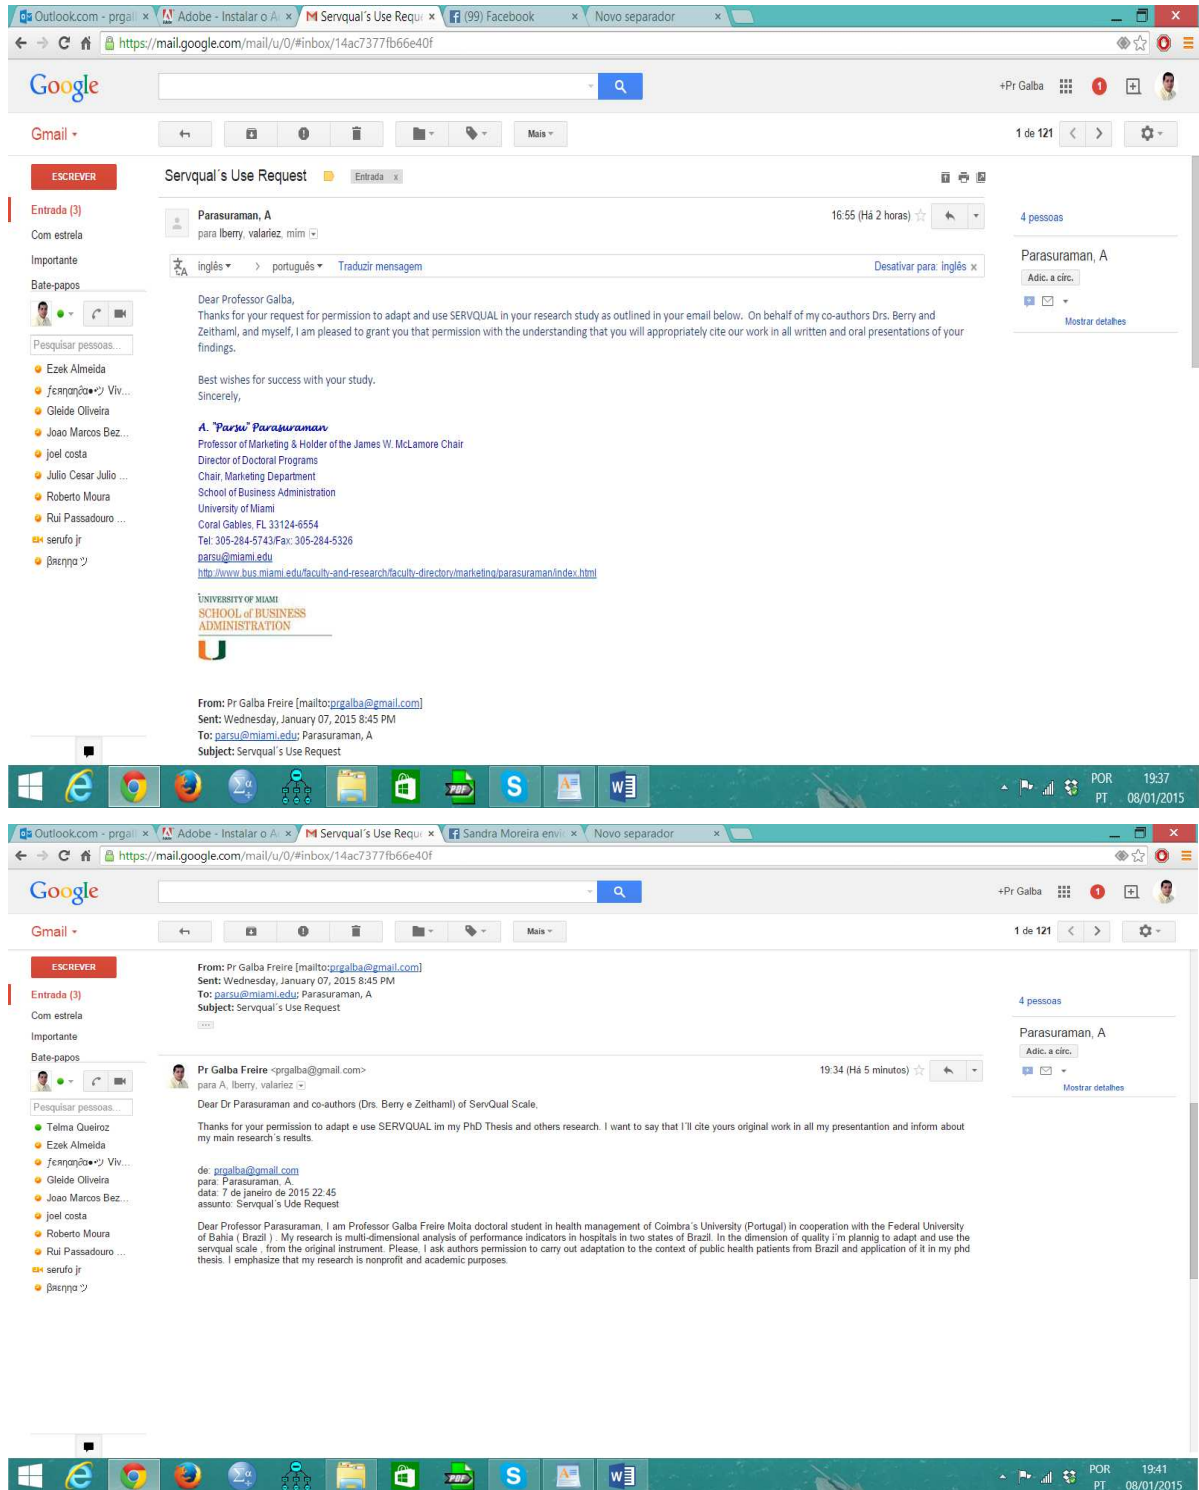 Outlook.com - prgall × Adobe - Instalar o A × Servqual´s Use Reque × (99) Facebook × Novo separador ×
https://mail.google.com/mail/u/0/#inbox/14ac7377fb66e40f
Google
+Pr Galba 1
Gmail Mais 1 de 121
ESCREVER
Servqual´s Use Request Entrada x
Entrada (3)
Com estrela
Importante
Bate-papos
Pesquisar pessoas...
Ezek Almeida
Viv...
Gleide Oliveira
Joao Marcos Bez...
joel costa
Julio Cesar Julio ...
Roberto Moura
Rui Passadouro ...
serufo jr
βяεηηα ツ
Parasuraman, A 16:55 (Há 2 horas)
para lberry, valariez, mim
inglês > português Traduzir mensagem Desativar para: inglês x
Dear Professor Galba,
Thanks for your request for permission to adapt and use SERVQUAL in your research study as outlined in your email below. On behalf of my co-authors Drs. Berry and
Zeithaml, and myself, I am pleased to grant you that permission with the understanding that you will appropriately cite our work in all written and oral presentations of your
findings.
Best wishes for success with your study.
Sincerely,
A. "Parsu" Parasuraman
Professor of Marketing & Holder of the James W. McLamore Chair
Director of Doctoral Programs
Chair, Marketing Department
School of Business Administration
University of Miami
Coral Gables, FL 33124-6554
Tel: 305-284-5743/Fax: 305-284-5326
parsu@miami.edu
http://www.bus.miami.edu/faculty-and-research/faculty-directory/marketing/parasuraman/index.html
UNIVERSITY OF MIAMI
SCHOOL of BUSINESS
ADMINISTRATION
U
From: Pr Galba Freire [mailto:prgalba@gmail.com]
Sent: Wednesday, January 07, 2015 8:45 PM
To: parsu@miami.edu; Parasuraman, A
Subject: Servqual´s Use Request
4 pessoas
Parasuraman, A
Adic. a círc.
Mostrar detalhes
POR 19:37
PT 08/01/2015
Outlook.com - prgall × Adobe - Instalar o A × Servqual´s Use Reque × Sandra Moreira envic × Novo separador ×
https://mail.google.com/mail/u/0/#inbox/14ac7377fb66e40f
Google
+Pr Galba 1
Gmail Mais 1 de 121
ESCREVER
Entrada (3)
Com estrela
Importante
Bate-papos
Pesquisar pessoas...
Telma Queiroz
Ezek Almeida
Viv...
Gleide Oliveira
Joao Marcos Bez...
joel costa
Roberto Moura
Rui Passadouro ...
serufo jr
βяεηηα ツ
From: Pr Galba Freire [mailto:prgalba@gmail.com]
Sent: Wednesday, January 07, 2015 8:45 PM
To: parsu@miami.edu; Parasuraman, A
Subject: Servqual´s Use Request
Pr Galba Freire <prgalba@gmail.com> 19:34 (Há 5 minutos)
para A, lberry, valariez
Dear Dr Parasuraman and co-authors (Drs. Berry e Zeithaml) of ServQual Scale,
Thanks for your permission to adapt e use SERVQUAL im my PhD Thesis and others research. I want to say that I´ll cite yours original work in all my presentantion and inform about
my main research´s results.
de: prgalba@gmail.com
para: Parasuraman, A.
data: 7 de janeiro de 2015 22:45
assunto: Servqual´s Ude Request
Dear Professor Parasuraman, I am Professor Galba Freire Moita doctoral student in health management of Coimbra´s University (Portugal) in cooperation with the Federal University
of Bahia ( Brazil ) . My research is multi-dimensional analysis of performance indicators in hospitals in two states of Brazil. In the dimension of quality i´m plannig to adapt and use the
servqual scale , from the original instrument. Please, I ask authors permission to carry out adaptation to the context of public health patients from Brazil and application of it in my phd
thesis. I emphasize that my research is nonprofit and academic purposes.
4 pessoas
Parasuraman, A
Adic. a círc.
Mostrar detalhes
POR 19:41
PT 08/01/2015